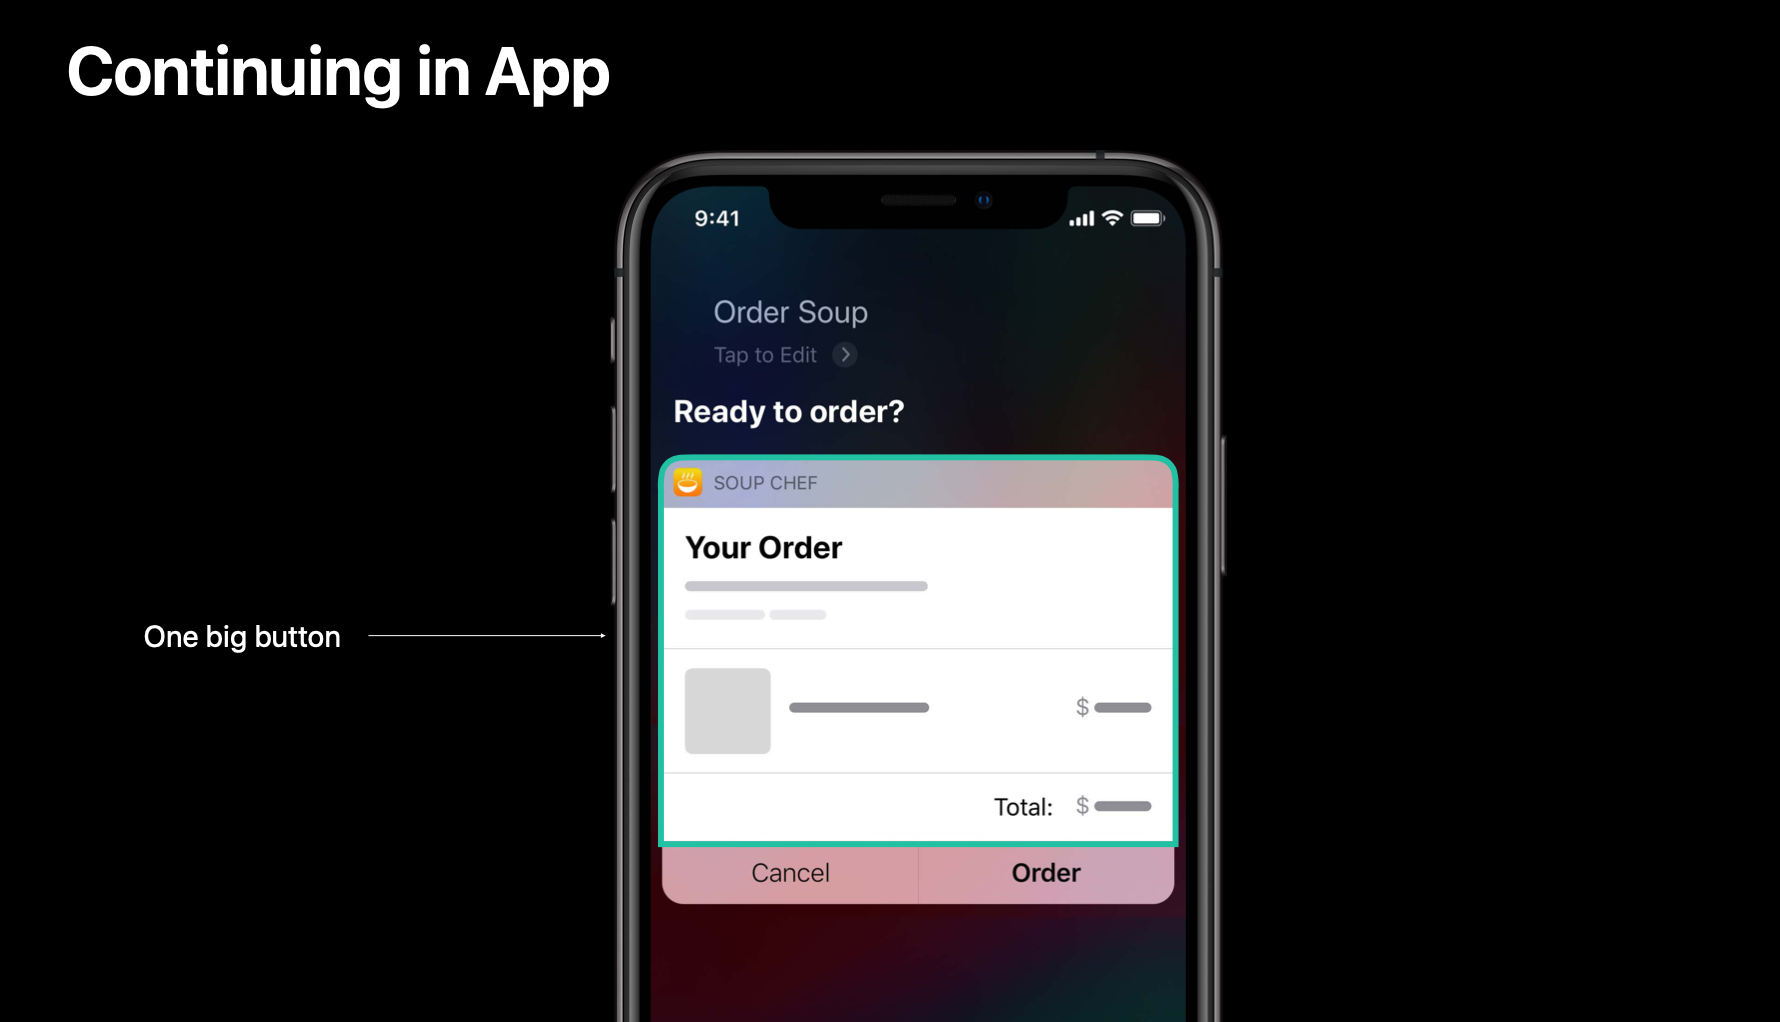 Continuing in App
9:41
Order Soup
Tap to Edit
Ready to order?
SOUP CHEF
Your Order
One big button
$
Total: $
Cancel Order